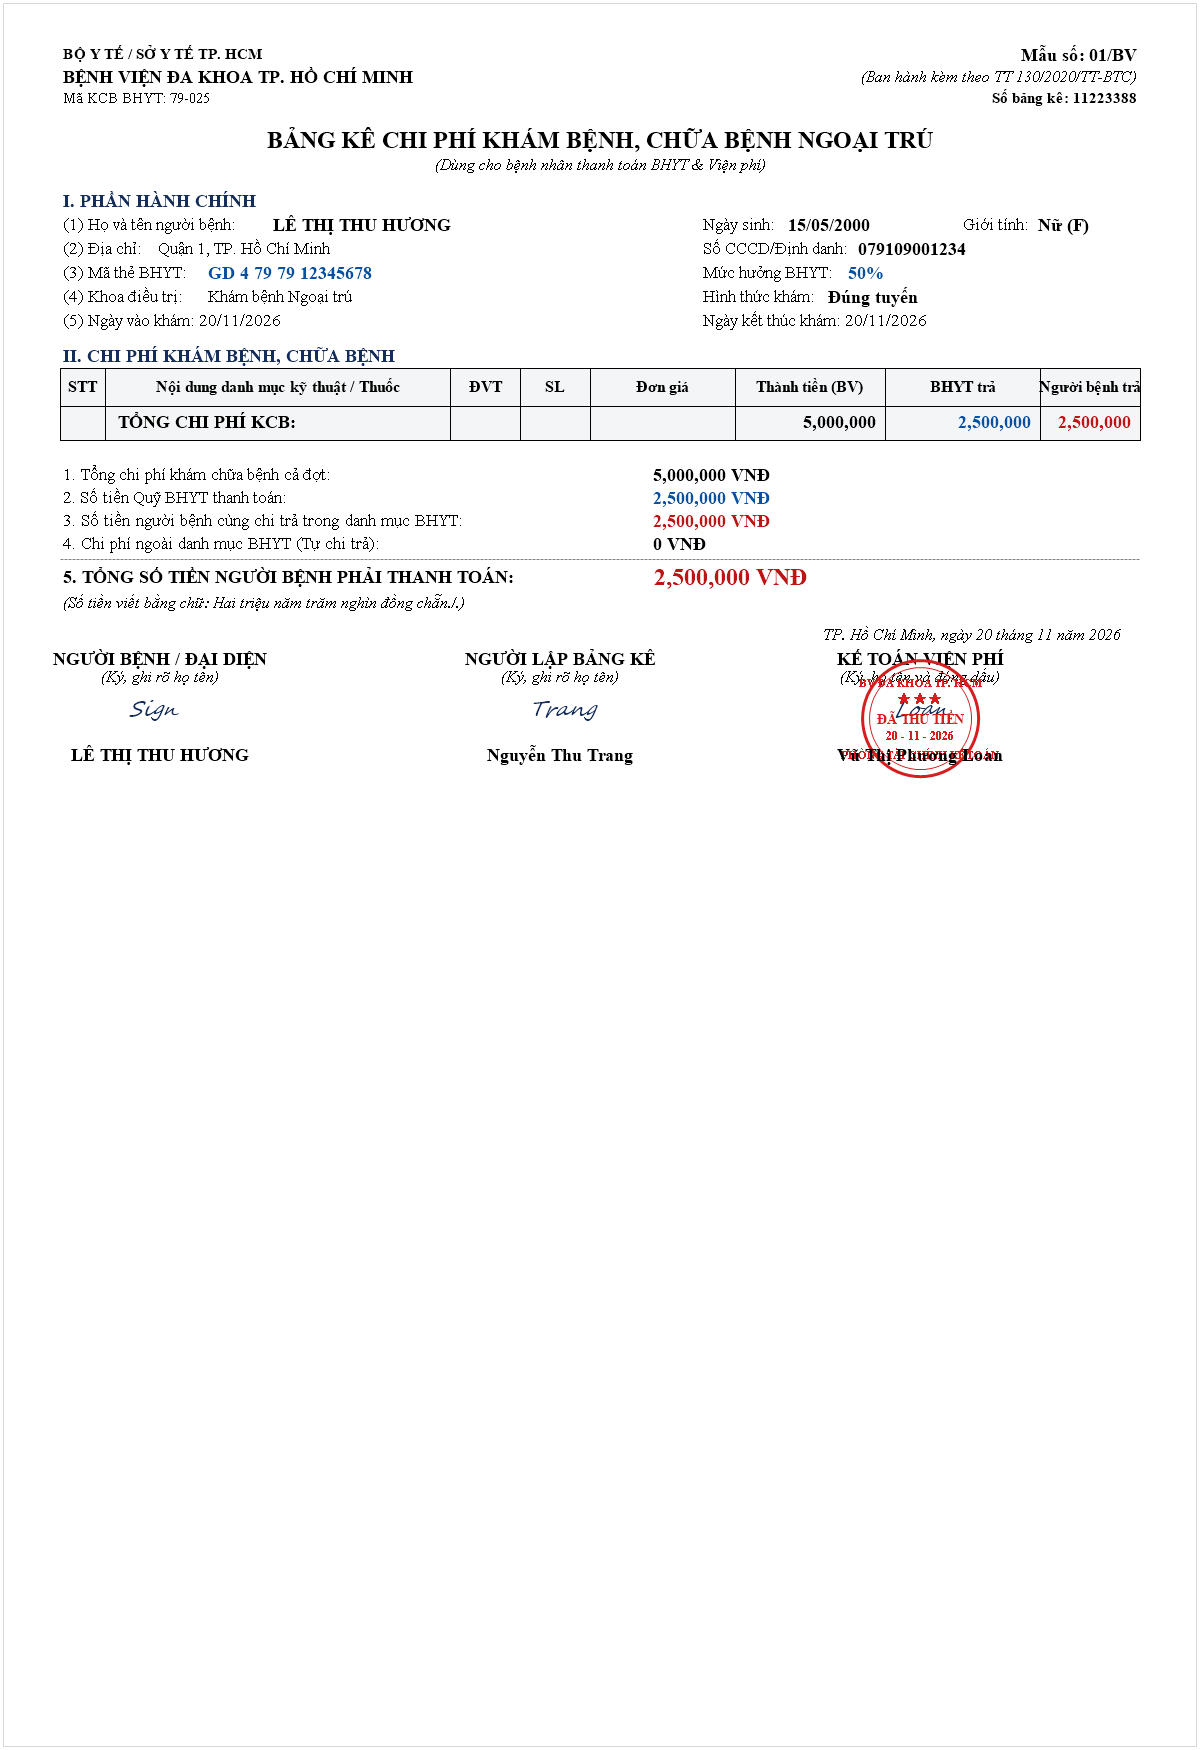 BỘ Y TẾ / SỞ Y TẾ TP. HCM
BỆNH VIỆN ĐA KHOA TP. HỒ CHÍ MINH
Mã KCB BHYT: 79-025
Mẫu số: 01/BV
(Ban hành kèm theo TT 130/2020/TT-BTC)
Số bảng kê: 11223388
BẢNG KÊ CHI PHÍ KHÁM BỆNH, CHỮA BỆNH NGOẠI TRÚ
(Dùng cho bệnh nhân thanh toán BHYT & Viện phí)
I. PHẦN HÀNH CHÍNH
(1) Họ và tên người bệnh: LÊ THỊ THU HƯƠNG Ngày sinh: 15/05/2000 Giới tính: Nữ (F)
(2) Địa chỉ: Quận 1, TP. Hồ Chí Minh Số CCCD/Định danh: 079109001234
(3) Mã thẻ BHYT: GD 4 79 79 12345678 Mức hưởng BHYT: 50%
(4) Khoa điều trị: Khám bệnh Ngoại trú Hình thức khám: Đúng tuyến
(5) Ngày vào khám: 20/11/2026 Ngày kết thúc khám: 20/11/2026
II. CHI PHÍ KHÁM BỆNH, CHỮA BỆNH
STT Nội dung danh mục kỹ thuật / Thuốc ĐVT SL Đơn giá Thành tiền (BV) BHYT trả Người bệnh trả
TỔNG CHI PHÍ KCB: 5,000,000 2,500,000 2,500,000
1. Tổng chi phí khám chữa bệnh cả đợt: 5,000,000 VNĐ
2. Số tiền Quỹ BHYT thanh toán: 2,500,000 VNĐ
3. Số tiền người bệnh cùng chi trả trong danh mục BHYT: 2,500,000 VNĐ
4. Chi phí ngoài danh mục BHYT (Tự chi trả): 0 VNĐ
5. TỔNG SỐ TIỀN NGƯỜI BỆNH PHẢI THANH TOÁN: 2,500,000 VNĐ
(Số tiền viết bằng chữ: Hai triệu năm trăm nghìn đồng chẵn./.)
TP. Hồ Chí Minh, ngày 20 tháng 11 năm 2026
NGƯỜI BỆNH / ĐẠI DIỆN NGƯỜI LẬP BẢNG KÊ KẾ TOÁN VIỆN PHÍ
(Ký, ghi rõ họ tên) (Ký, ghi rõ họ tên) (Ký, họ tên và đóng dấu)
BV ĐA KHOA TP. HCM
★★★
Sign Trang Loan
ĐÃ THU TIỀN
20 - 11 - 2026
LÊ THỊ THU HƯƠNG Nguyễn Thu Trang Vũ Thị Phương Loan
PHÒNG TÀI CHÍNH KẾ TOÁN